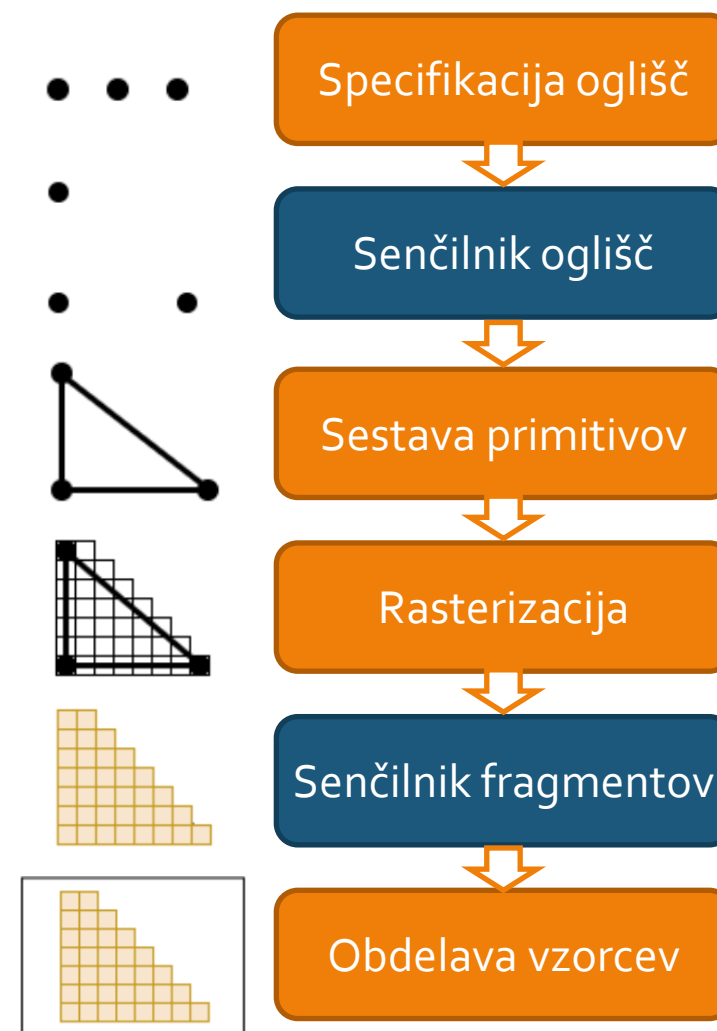 Specifikacija oglišč
Senčilnik oglišč
Sestava primitivov
Rasterizacija
Senčilnik fragmentov
Obdelava vzorcev